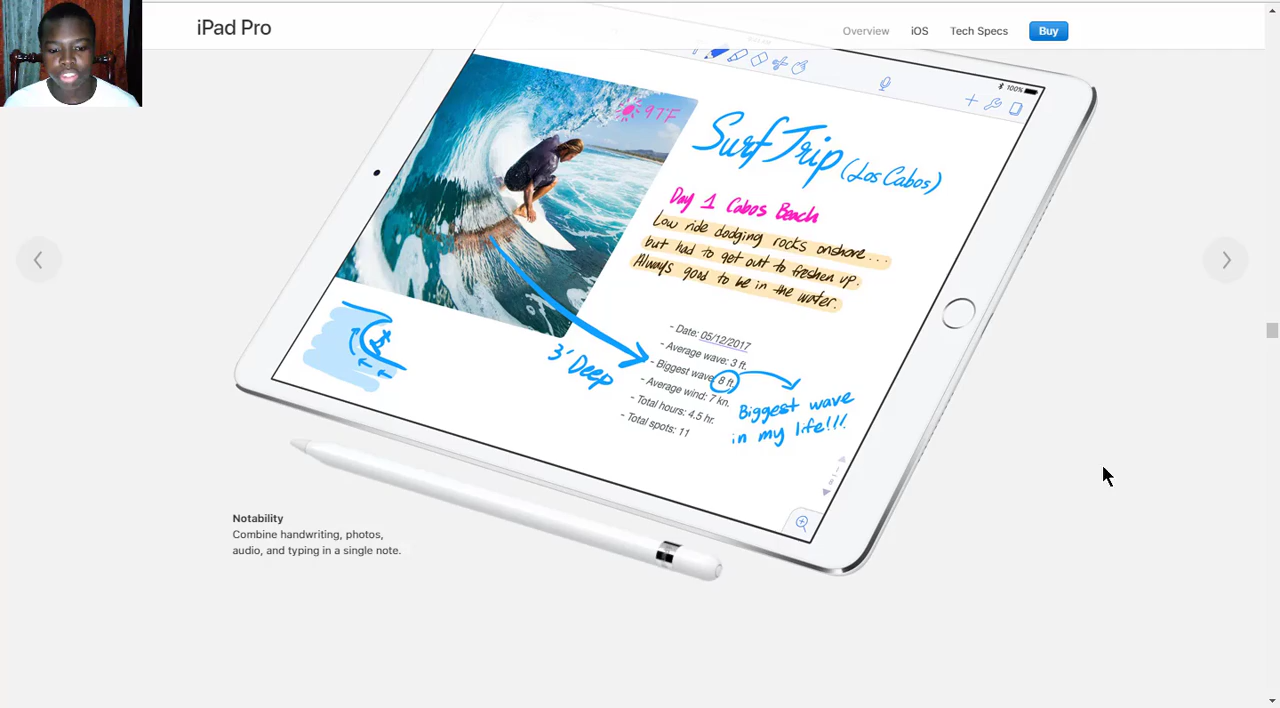 iPad Pro
Overview
iOS
Tech Specs
Buy
100%
97F
Surf Trip (Los Cabos)
Day 1 Cabos Beach
Low ride dodging rocks onshore...
but had to get out to freshen up.
Always good to be in the water.
- Date: 05/12/2017
- Average wave: 3 ft.
- Biggest wave: 8 ft.
- Average wind: 7 kn.
- Total hours: 4.5 hr.
- Total spots: 11
3' Deep
Biggest wave
in my life!!!
Notability
Combine handwriting, photos,
audio, and typing in a single note.